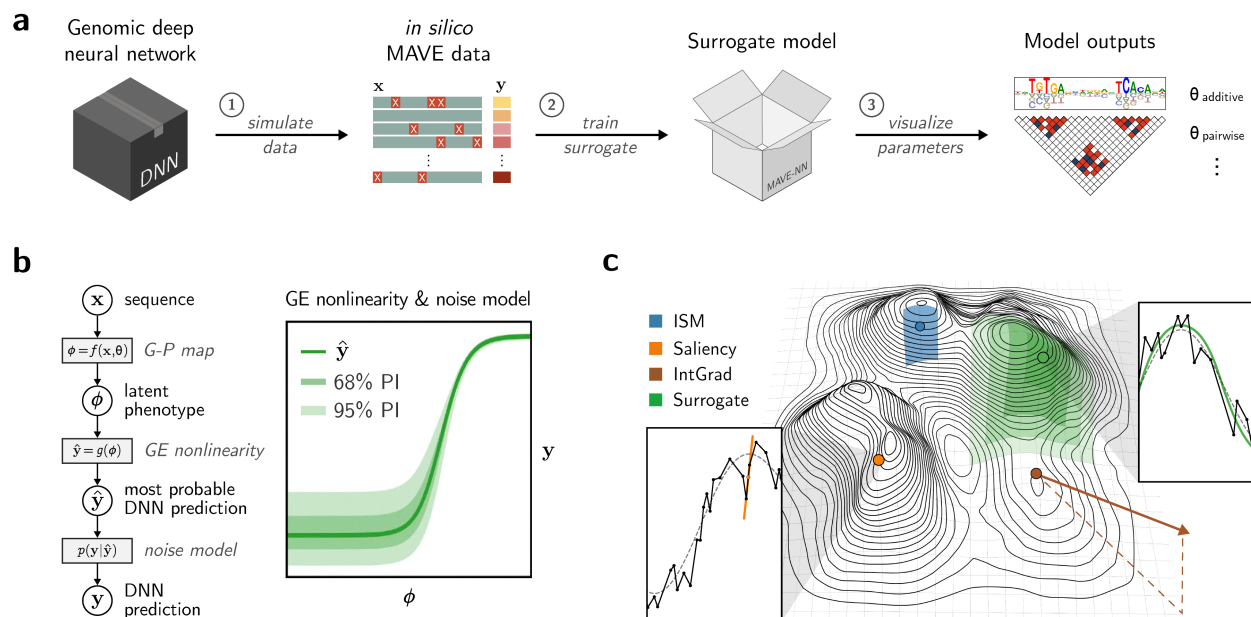 a
Genomic deep
neural network
DNN
1
simulate
data
in silico
MAVE data
x y
X X X
X X
X X
X X
2
train
surrogate
Surrogate model
MAVE-NN
3
visualize
parameters
Model outputs
TGTGA TCACA
θ additive
θ pairwise
b
x sequence
ϕ = f(x,θ) G-P map
ϕ latent
phenotype
ŷ = g(ϕ) GE nonlinearity
ŷ most probable
DNN prediction
p(y|ŷ) noise model
y DNN
prediction
GE nonlinearity & noise model
ŷ
68% PI
95% PI
y
ϕ
c
ISM
Saliency
IntGrad
Surrogate